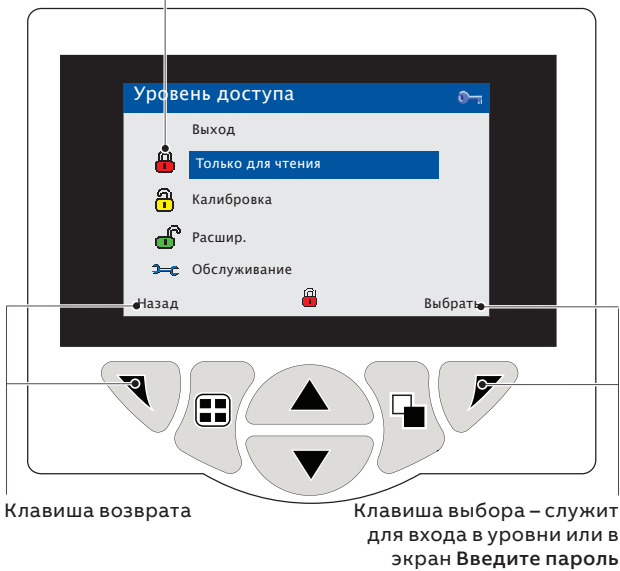 Уровень доступа
Выход
Только для чтения
Калибровка
Расшир.
Обслуживание
Назад
Выбрать
Клавиша возврата
Клавиша выбора – служит
для входа в уровни или в
экран Введите пароль